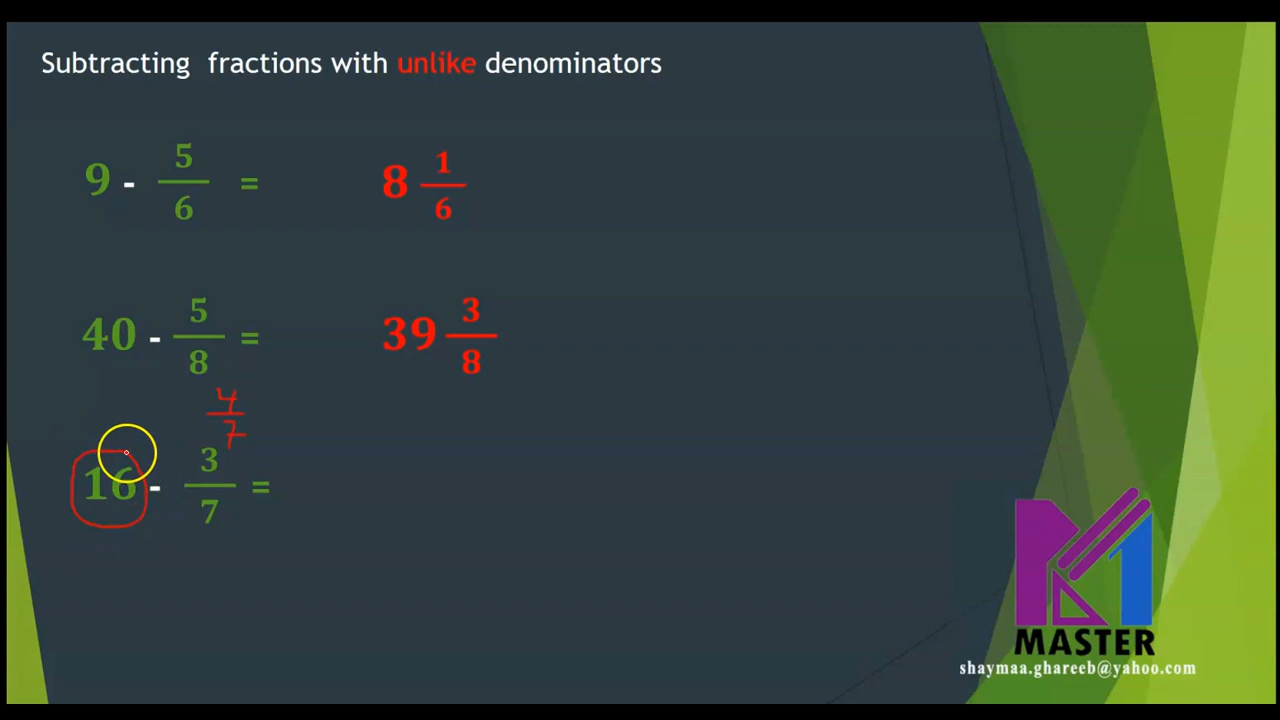 Subtracting fractions with unlike denominators
9 - 5/6 = 8 1/6
40 - 5/8 = 39 3/8
4/7
16 - 3/7 =
M1
MASTER
shaymaa.ghareeb@yahoo.com